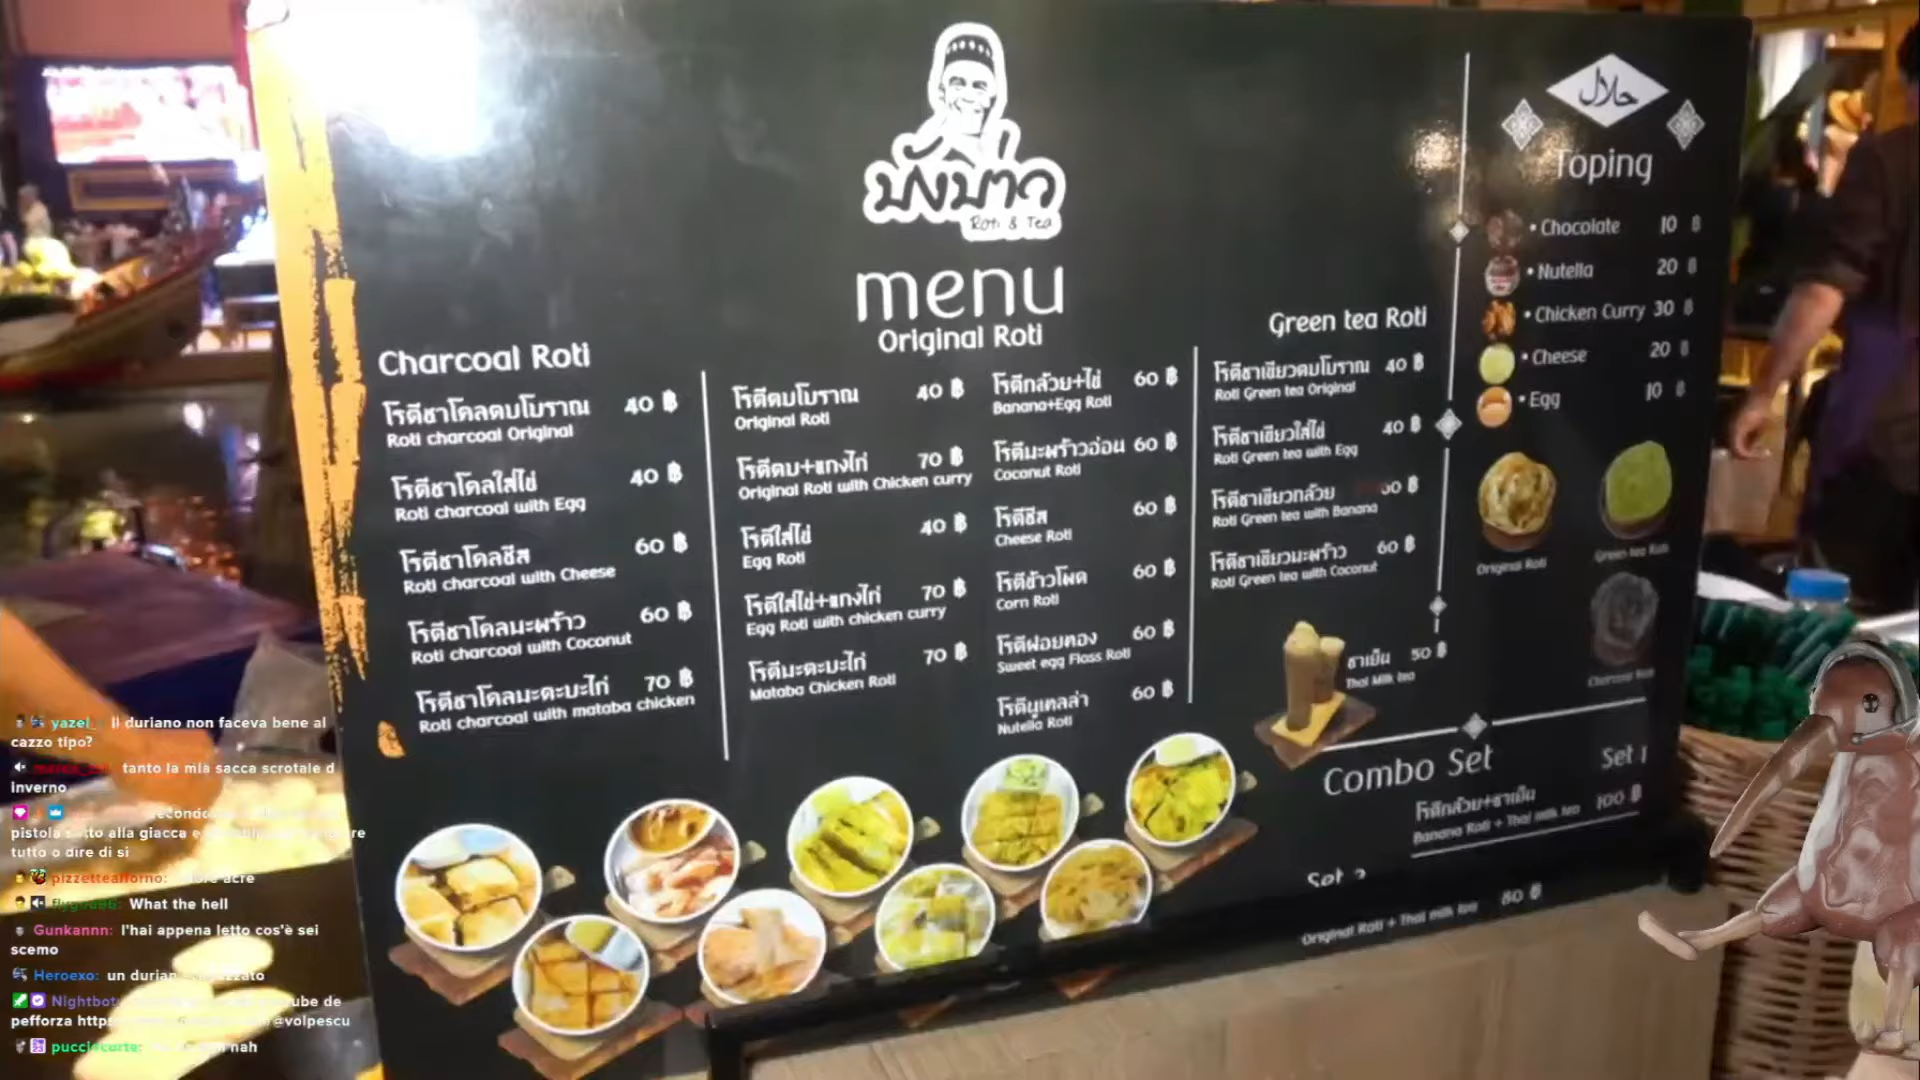 บังบ่าว
Roti & Tea
menu
Charcoal Roti
โรตีชาโคลตบโบราณ 40 ฿
Roti charcoal Original
โรตีชาโคลใส่ไข่ 40 ฿
Roti charcoal with Egg
โรตีชาโคลชีส 60 ฿
Roti charcoal with Cheese
โรตีชาโคลมะพร้าว 60 ฿
Roti charcoal with Coconut
โรตีชาโคลมะตะบะไก่ 70 ฿
Roti charcoal with mataba chicken
Original Roti
โรตีตบโบราณ 40 ฿
Original Roti
โรตีตบ+แกงไก่ 70 ฿
Original Roti with Chicken curry
โรตีใส่ไข่ 40 ฿
Egg Roti
โรตีใส่ไข่+แกงไก่ 70 ฿
Egg Roti with chicken curry
โรตีมะตะบะไก่ 70 ฿
Mataba Chicken Roti
โรตีกล้วย+ไข่ 60 ฿
Banana+Egg Roti
โรตีมะพร้าวอ่อน 60 ฿
Coconut Roti
โรตีชีส 60 ฿
Cheese Roti
โรตีข้าวโพด 60 ฿
Corn Roti
โรตีฝอยทอง 60 ฿
Sweet egg Floss Roti
โรตีนูเทลล่า 60 ฿
Nutella Roti
Green tea Roti
โรตีชาเขียวตบโบราณ 40 ฿
Roti Green tea Original
โรตีชาเขียวใส่ไข่ 40 ฿
Roti Green tea with Egg
โรตีชาเขียวกล้วย
Roti Green tea with Banana
โรตีชาเขียวมะพร้าว 60 ฿
Roti Green tea with Coconut
ชาเย็น 50 ฿
Thai Milk tea
حلال
Toping
• Chocolate 10 ฿
• Nutella 20 ฿
• Chicken Curry 30 ฿
• Cheese 20 ฿
• Egg 10 ฿
Original Roti
Green tea Roti
Charcoal Roti
Combo Set
Set 1
โรตีกล้วย+ชาเย็น 100 ฿
Banana Roti + Thai milk tea
Set 2
Original Roti + Thai milk tea 80 ฿
yazel_: Il duriano non faceva bene al
cazzo tipo?
tanto la mia sacca scrotale d
inverno
pistola sotto alla giacca e
tutto o dire di si
pizzettealforno: acre
What the hell
Gunkannn: l'hai appena letto cos'è sei
scemo
Heroexo: un durian
Nightbot:
pefforza @volpescu
nah